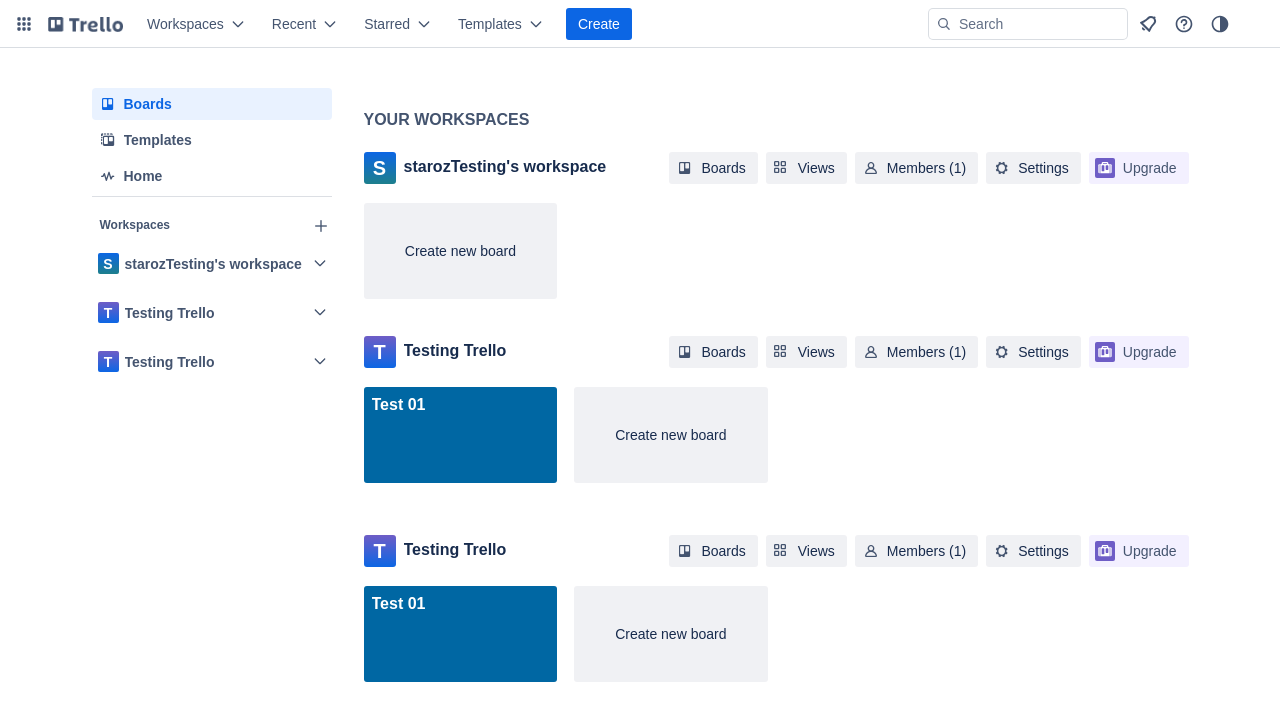 Trello
Workspaces
Recent
Starred
Templates
Create
Search
Boards
Templates
Home
Workspaces
S starozTesting's workspace
T Testing Trello
T Testing Trello
YOUR WORKSPACES
S starozTesting's workspace
Boards
Views
Members (1)
Settings
Upgrade
Create new board
T Testing Trello
Boards
Views
Members (1)
Settings
Upgrade
Test 01
Create new board
T Testing Trello
Boards
Views
Members (1)
Settings
Upgrade
Test 01
Create new board